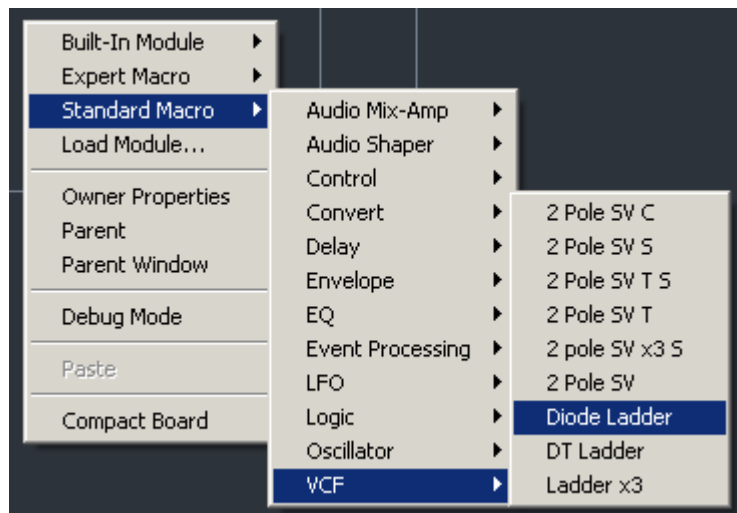 Built-In Module
Expert Macro
Standard Macro
Load Module...
Owner Properties
Parent
Parent Window
Debug Mode
Paste
Compact Board
Audio Mix-Amp
Audio Shaper
Control
Convert
Delay
Envelope
EQ
Event Processing
LFO
Logic
Oscillator
VCF
2 Pole SV C
2 Pole SV S
2 Pole SV T S
2 Pole SV T
2 pole SV x3 S
2 Pole SV
Diode Ladder
DT Ladder
Ladder x3